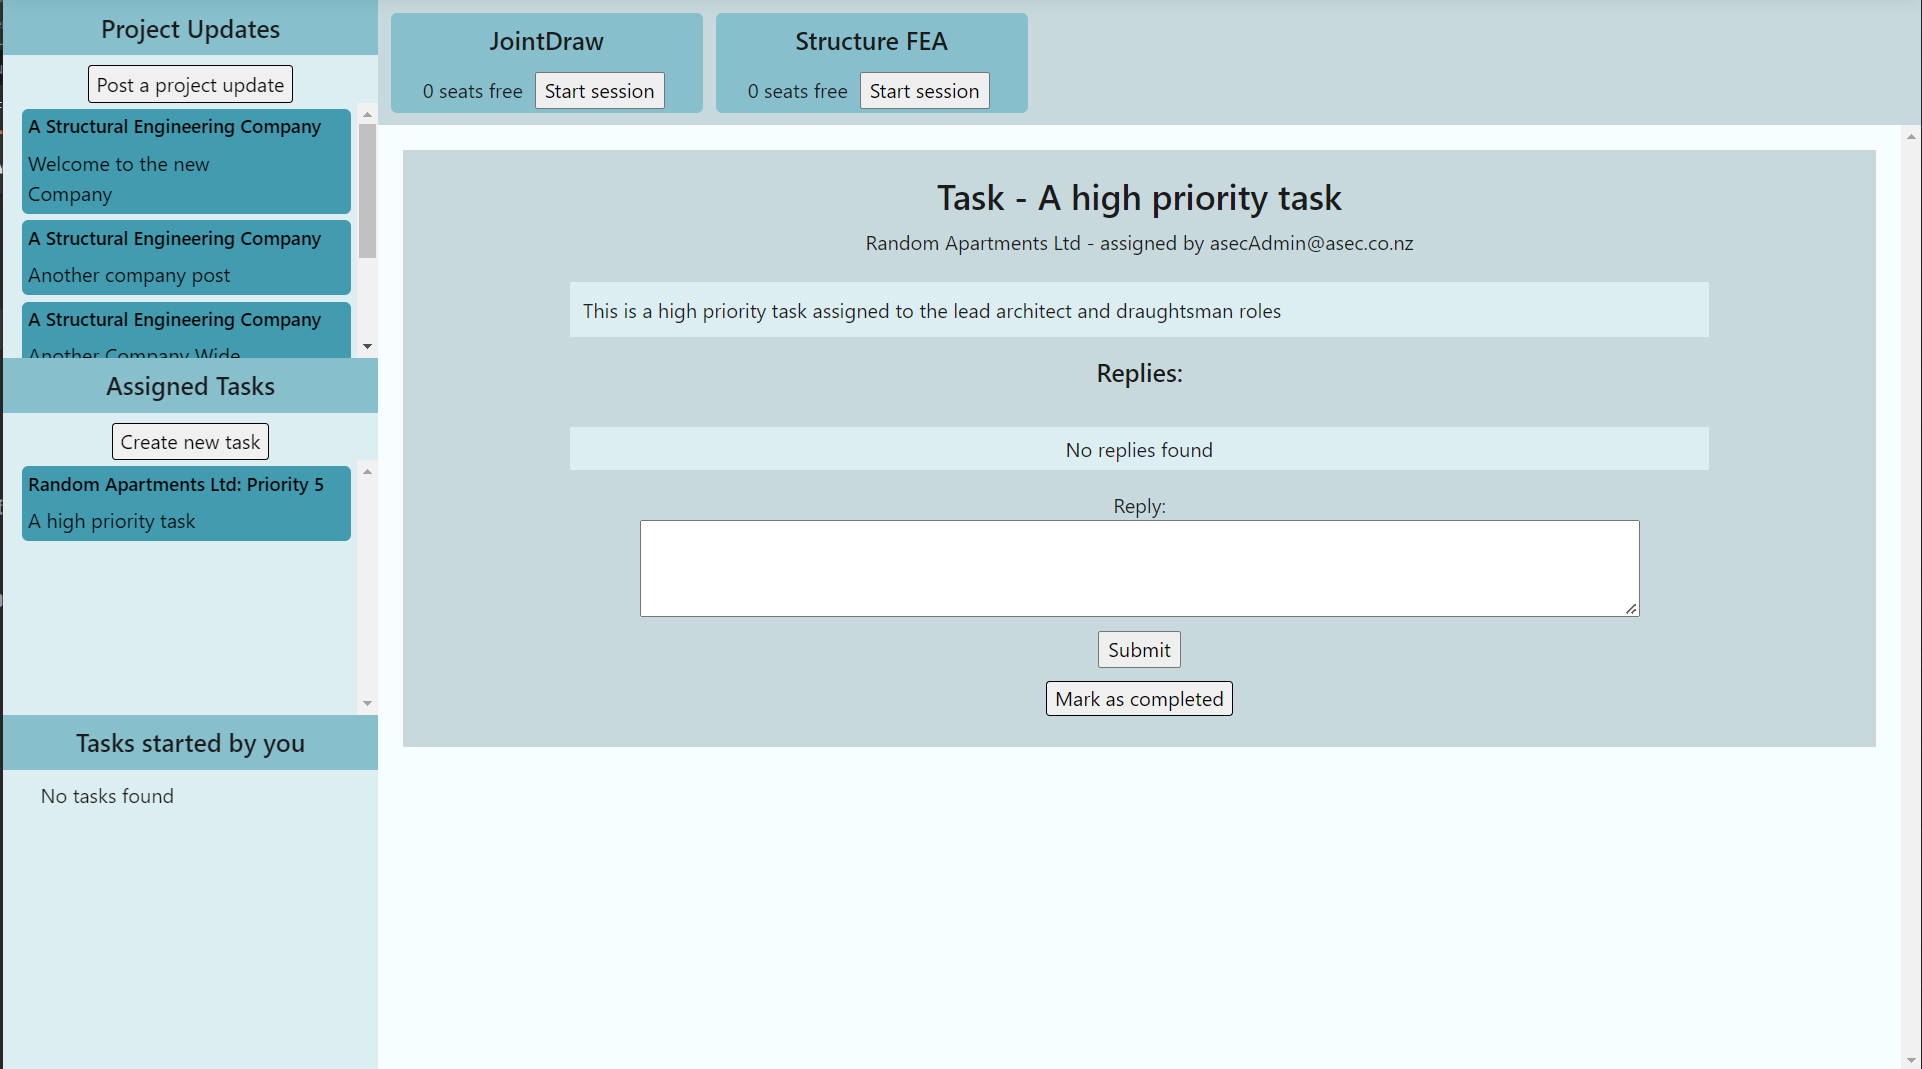 Project Updates
Post a project update
A Structural Engineering Company
Welcome to the new
Company
A Structural Engineering Company
Another company post
A Structural Engineering Company
Another Company Wide
Assigned Tasks
Create new task
Random Apartments Ltd: Priority 5
A high priority task
Tasks started by you
No tasks found
JointDraw
0 seats free Start session
Structure FEA
0 seats free Start session
Task - A high priority task
Random Apartments Ltd - assigned by asecAdmin@asec.co.nz
This is a high priority task assigned to the lead architect and draughtsman roles
Replies:
No replies found
Reply:
Submit
Mark as completed